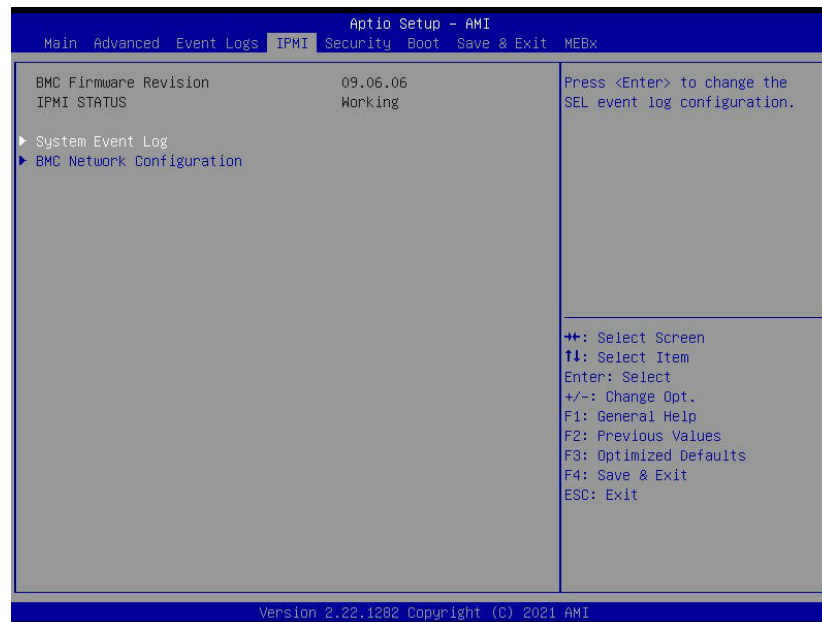 Aptio Setup – AMI
Main Advanced Event Logs IPMI Security Boot Save & Exit MEBx
BMC Firmware Revision 09.06.06
IPMI STATUS Working
▶ System Event Log
▶ BMC Network Configuration
Press <Enter> to change the
SEL event log configuration.
→←: Select Screen
↑↓: Select Item
Enter: Select
+/-: Change Opt.
F1: General Help
F2: Previous Values
F3: Optimized Defaults
F4: Save & Exit
ESC: Exit
Version 2.22.1282 Copyright (C) 2021 AMI